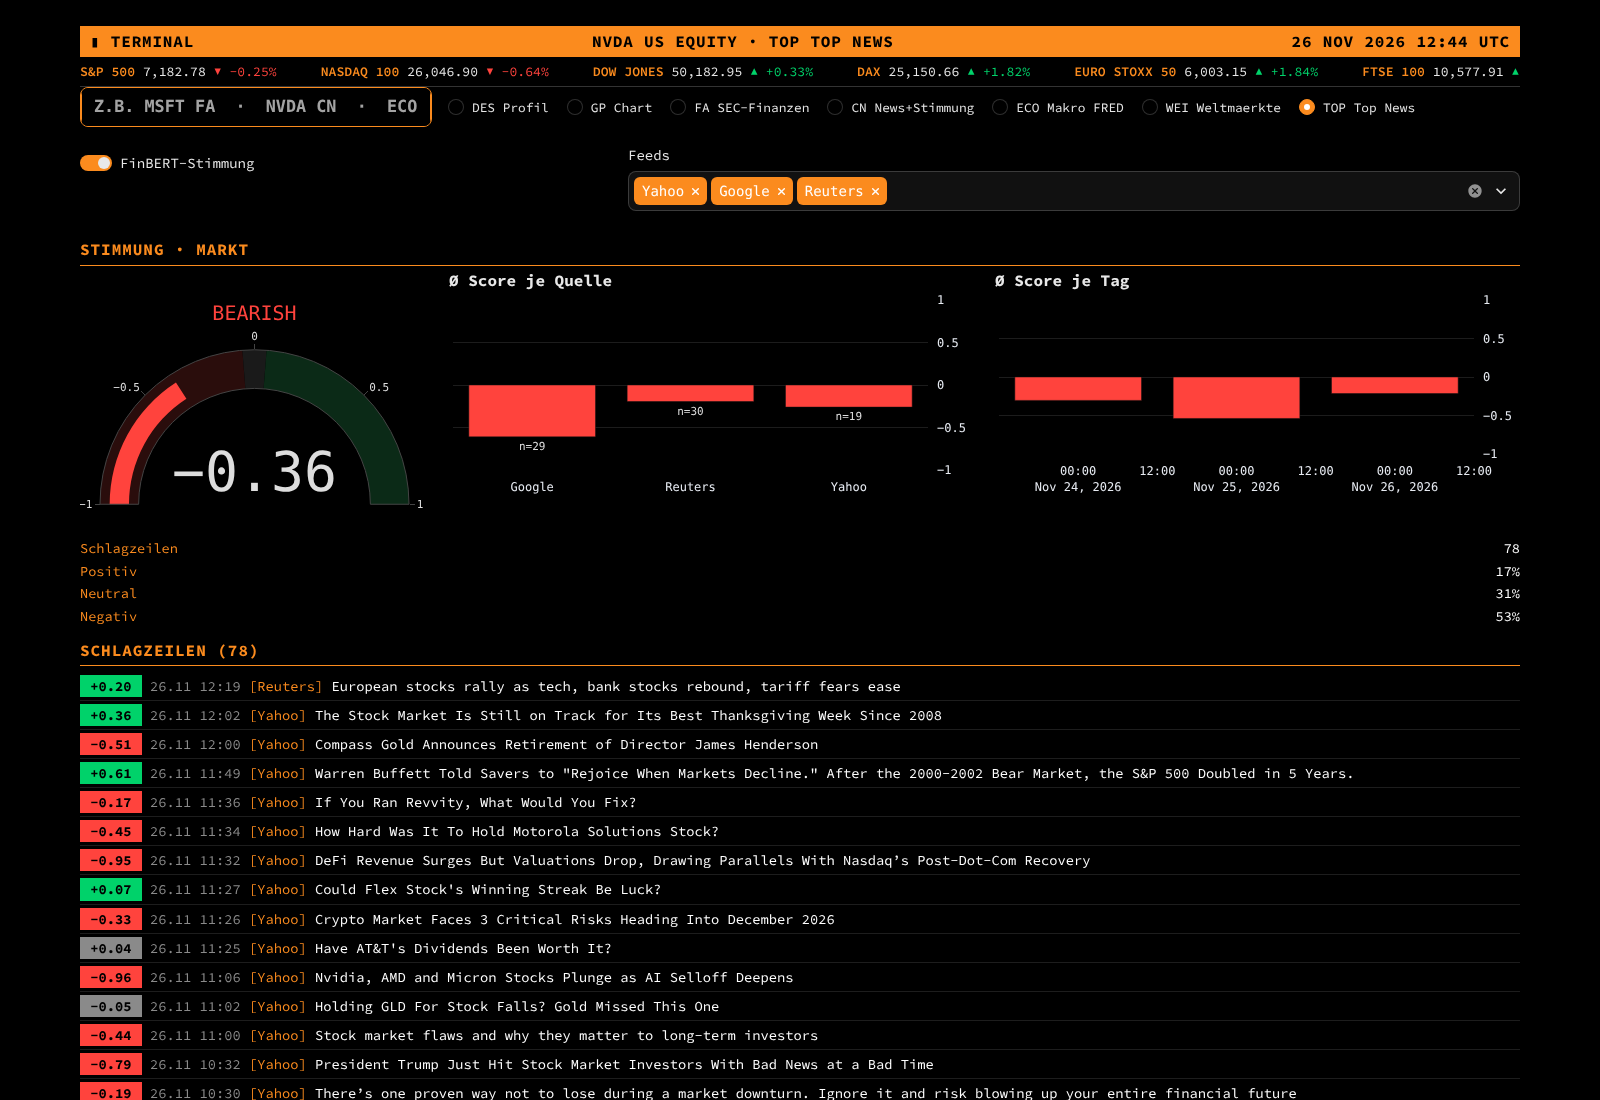 ▮ TERMINAL NVDA US EQUITY · TOP TOP NEWS 26 NOV 2026 12:44 UTC
S&P 500 7,182.78 ▼ −0.25% NASDAQ 100 26,046.90 ▼ −0.64% DOW JONES 50,182.95 ▲ +0.33% DAX 25,150.66 ▲ +1.82% EURO STOXX 50 6,003.15 ▲ +1.84% FTSE 100 10,577.91 ▲
Z.B. MSFT FA · NVDA CN · ECO DES Profil GP Chart FA SEC-Finanzen CN News+Stimmung ECO Makro FRED WEI Weltmaerkte TOP Top News
FinBERT-Stimmung
Feeds
Yahoo × Google × Reuters ×
STIMMUNG · MARKT
BEARISH
−1
−0.5
0
0.5
1
−0.36
Ø Score je Quelle
1
0.5
0
−0.5
−1
n=29
n=30
n=19
Google Reuters Yahoo
Ø Score je Tag
1
0.5
0
−0.5
−1
00:00 12:00 00:00 12:00 00:00 12:00
Nov 24, 2026 Nov 25, 2026 Nov 26, 2026
Schlagzeilen 78
Positiv 17%
Neutral 31%
Negativ 53%
SCHLAGZEILEN (78)
+0.20 26.11 12:19 [Reuters] European stocks rally as tech, bank stocks rebound, tariff fears ease
+0.36 26.11 12:02 [Yahoo] The Stock Market Is Still on Track for Its Best Thanksgiving Week Since 2008
−0.51 26.11 12:00 [Yahoo] Compass Gold Announces Retirement of Director James Henderson
+0.61 26.11 11:49 [Yahoo] Warren Buffett Told Savers to "Rejoice When Markets Decline." After the 2000-2002 Bear Market, the S&P 500 Doubled in 5 Years.
−0.17 26.11 11:36 [Yahoo] If You Ran Revvity, What Would You Fix?
−0.45 26.11 11:34 [Yahoo] How Hard Was It To Hold Motorola Solutions Stock?
−0.95 26.11 11:32 [Yahoo] DeFi Revenue Surges But Valuations Drop, Drawing Parallels With Nasdaq’s Post-Dot-Com Recovery
+0.07 26.11 11:27 [Yahoo] Could Flex Stock's Winning Streak Be Luck?
−0.33 26.11 11:26 [Yahoo] Crypto Market Faces 3 Critical Risks Heading Into December 2026
+0.04 26.11 11:25 [Yahoo] Have AT&T's Dividends Been Worth It?
−0.96 26.11 11:06 [Yahoo] Nvidia, AMD and Micron Stocks Plunge as AI Selloff Deepens
−0.05 26.11 11:02 [Yahoo] Holding GLD For Stock Falls? Gold Missed This One
−0.44 26.11 11:00 [Yahoo] Stock market flaws and why they matter to long-term investors
−0.79 26.11 10:32 [Yahoo] President Trump Just Hit Stock Market Investors With Bad News at a Bad Time
−0.19 26.11 10:30 [Yahoo] There’s one proven way not to lose during a market downturn. Ignore it and risk blowing up your entire financial future